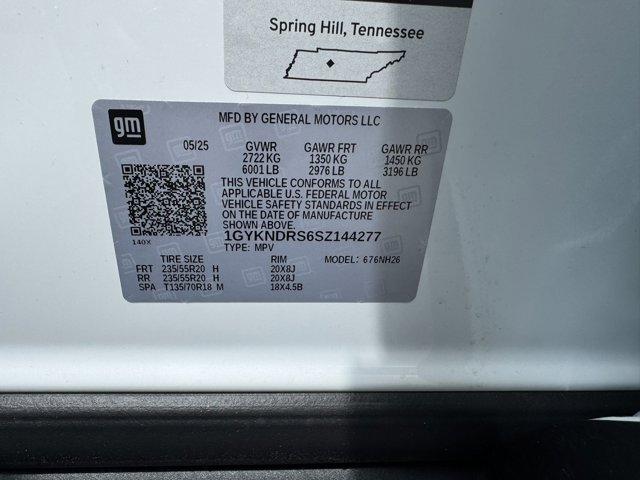 Spring Hill, Tennessee
gm
MFD BY GENERAL MOTORS LLC
05/25 GVWR GAWR FRT GAWR RR
2722 KG 1350 KG 1450 KG
6001 LB 2976 LB 3196 LB
THIS VEHICLE CONFORMS TO ALL
APPLICABLE U.S. FEDERAL MOTOR
VEHICLE SAFETY STANDARDS IN EFFECT
ON THE DATE OF MANUFACTURE
SHOWN ABOVE.
1GYKNDRS6SZ144277
140X TYPE: MPV
TIRE SIZE RIM MODEL: 676NH26
FRT 235/55R20 H 20X8J
RR 235/55R20 H 20X8J
SPA T135/70R18 M 18X4.5B